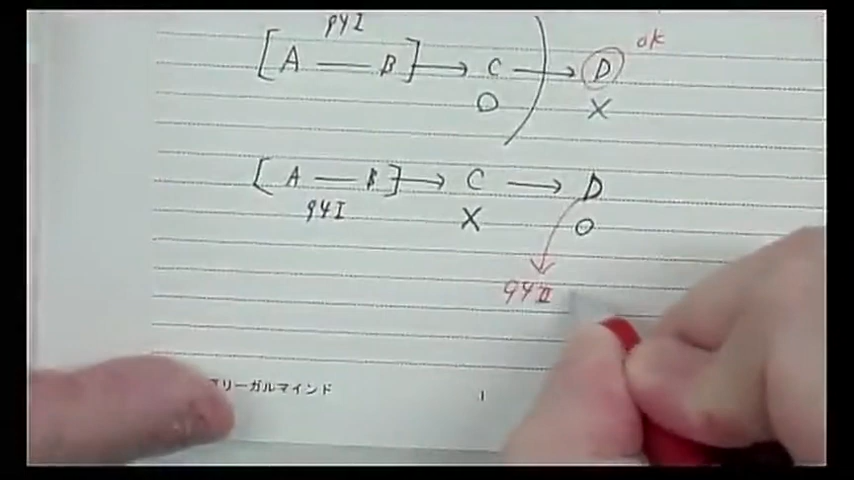 94I
[A — B] → C → D ok
○ ×
[A — B] → C → D
94I × ○
94II
リーガルマインド 1